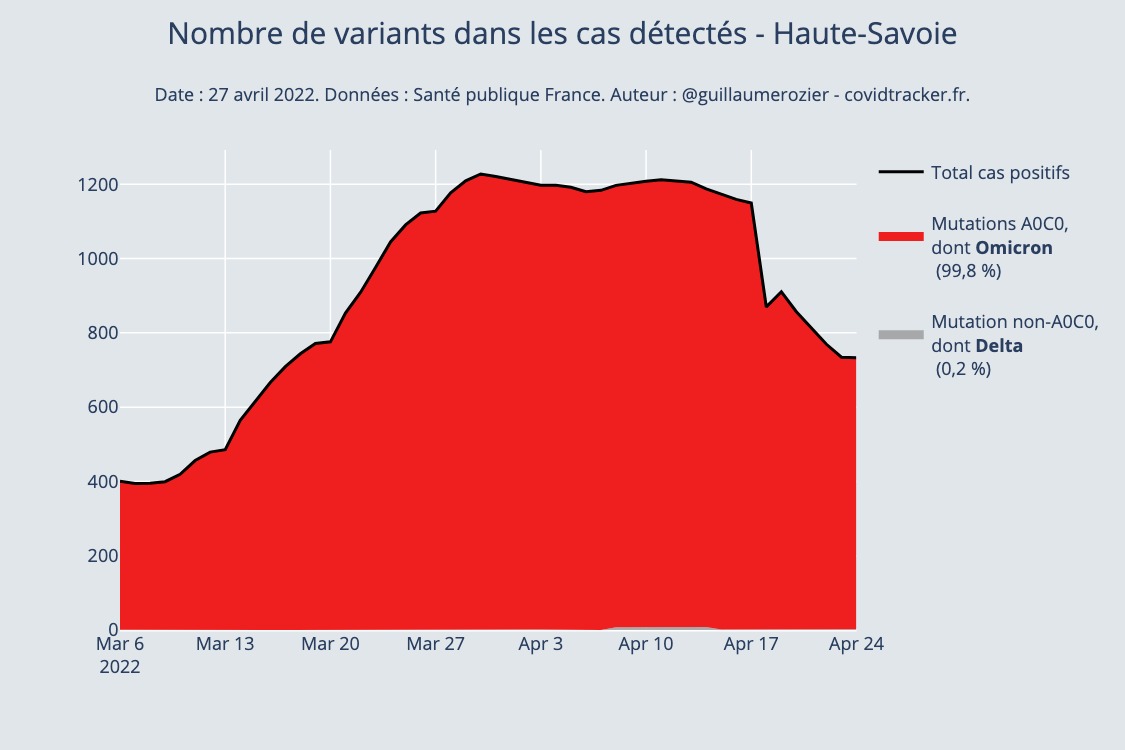 Nombre de variants dans les cas détectés - Haute-Savoie
Date : 27 avril 2022. Données : Santé publique France. Auteur : @guillaumerozier - covidtracker.fr.
1200
1000
800
600
400
200
0
Mar 6
2022
Mar 13
Mar 20
Mar 27
Apr 3
Apr 10
Apr 17
Apr 24
Total cas positifs
Mutations A0C0,
dont Omicron
(99,8 %)
Mutation non-A0C0,
dont Delta
(0,2 %)